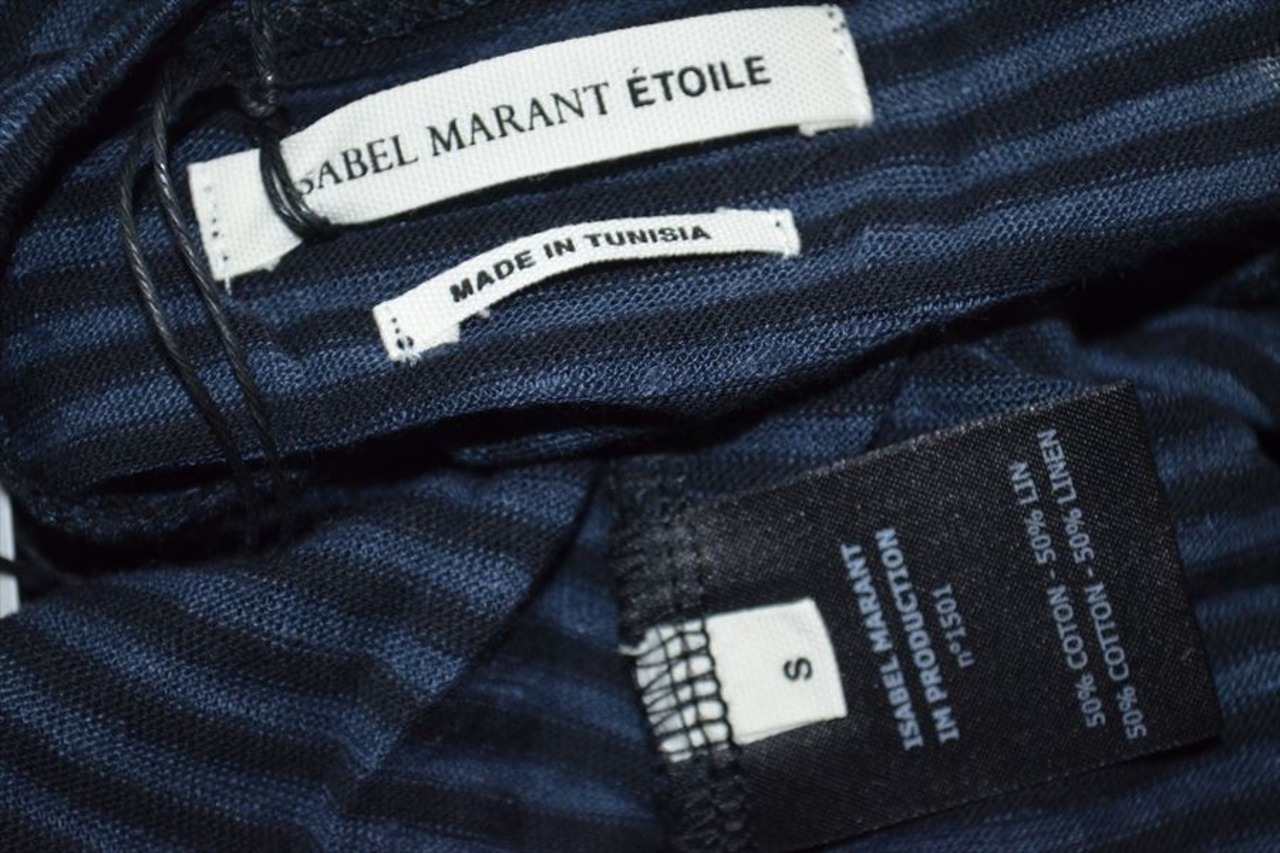 ISABEL MARANT ÉTOILE
MADE IN TUNISIA
S
ISABEL MARANT
IM PRODUCTION
n°1501
50% COTON - 50% LIN
50% COTTON - 50% LINEN